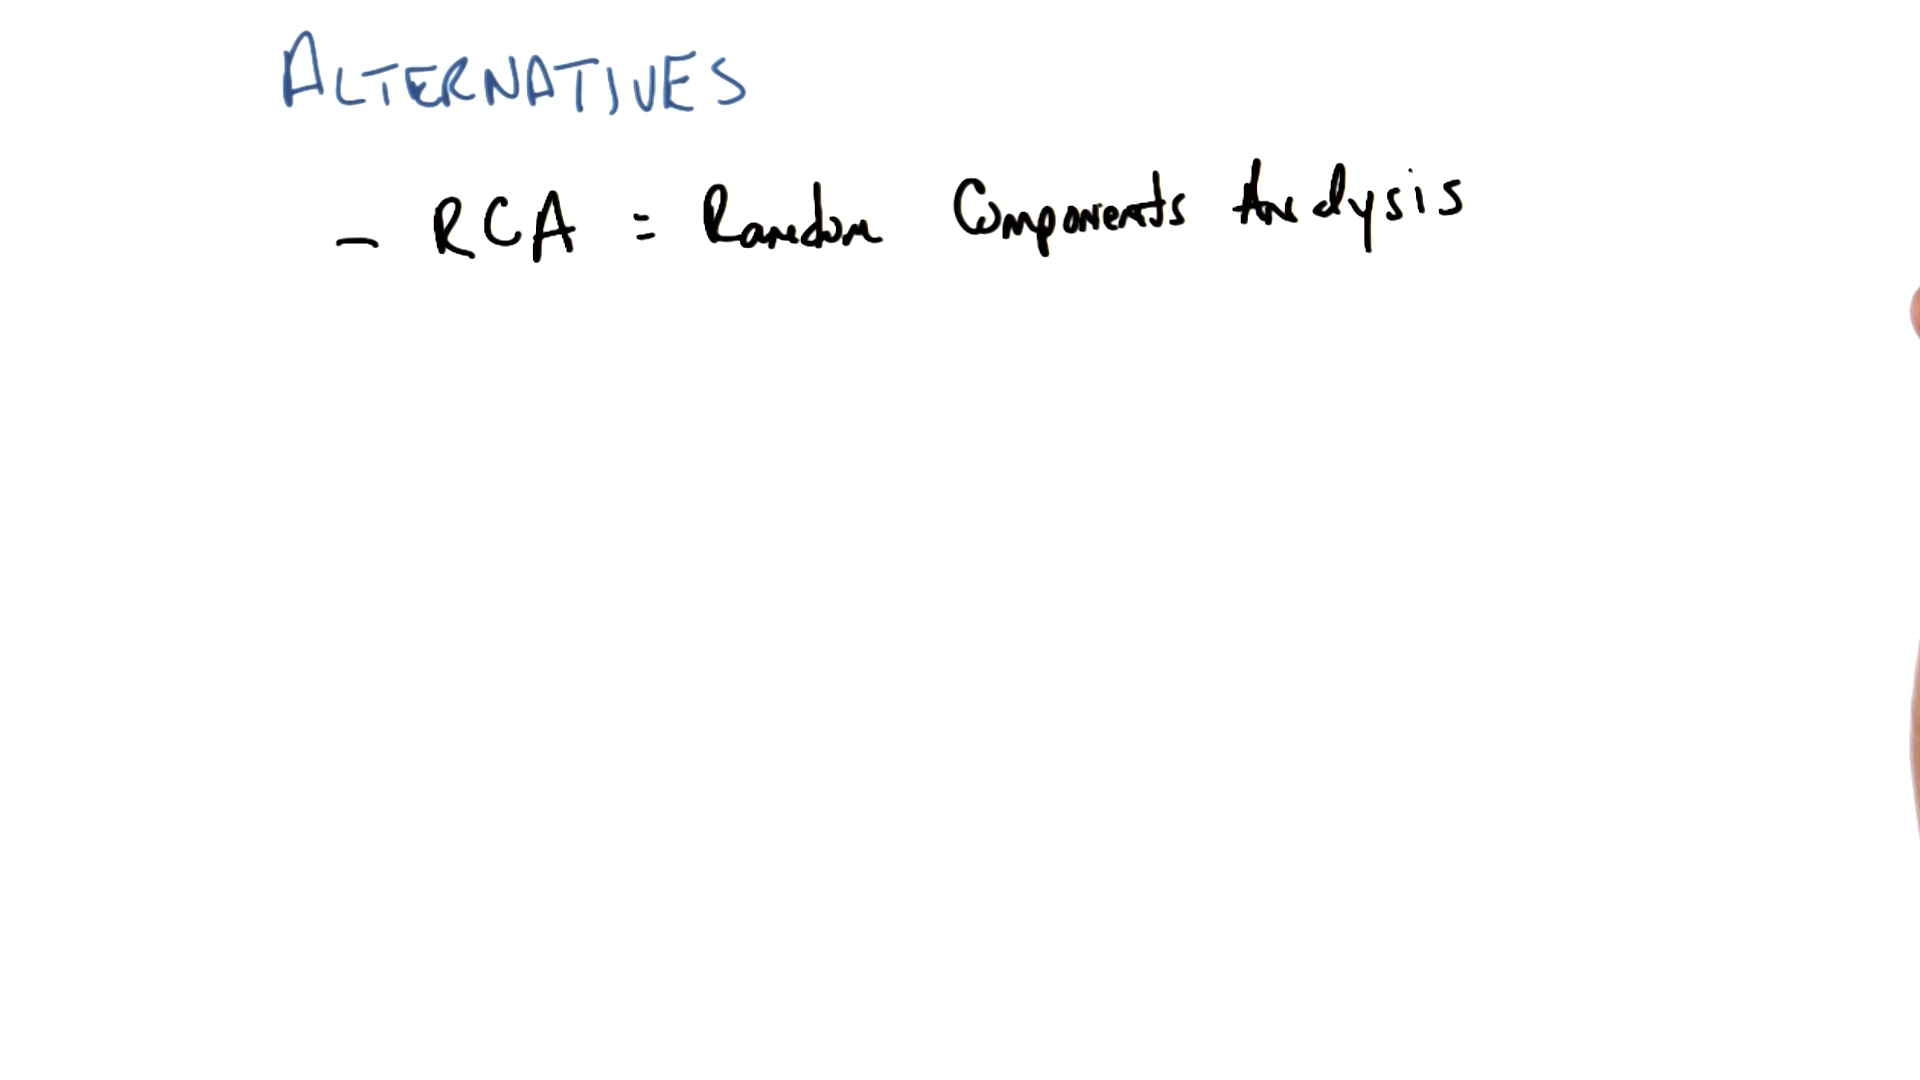 ALTERNATIVES
- RCA = Random Components Analysis